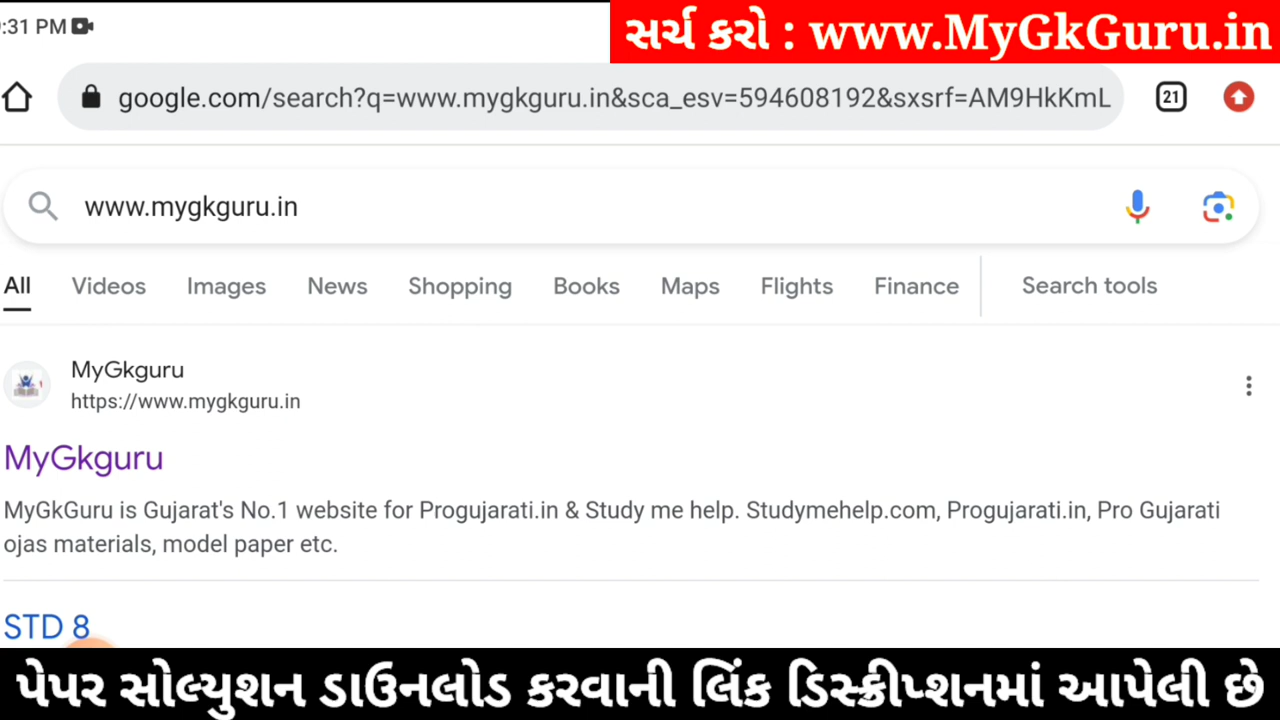 :31 PM
સર્ચ કરો : www.MyGkGuru.in
google.com/search?q=www.mygkguru.in&sca_esv=594608192&sxsrf=AM9HkKmL
21
www.mygkguru.in
All Videos Images News Shopping Books Maps Flights Finance Search tools
MyGkguru
https://www.mygkguru.in
MyGkguru
MyGkGuru is Gujarat's No.1 website for Progujarati.in & Study me help. Studymehelp.com, Progujarati.in, Pro Gujarati
ojas materials, model paper etc.
STD 8
પેપર સોલ્યુશન ડાઉનલોડ કરવાની લિંક ડિસ્ક્રીપ્શનમાં આપેલી છે